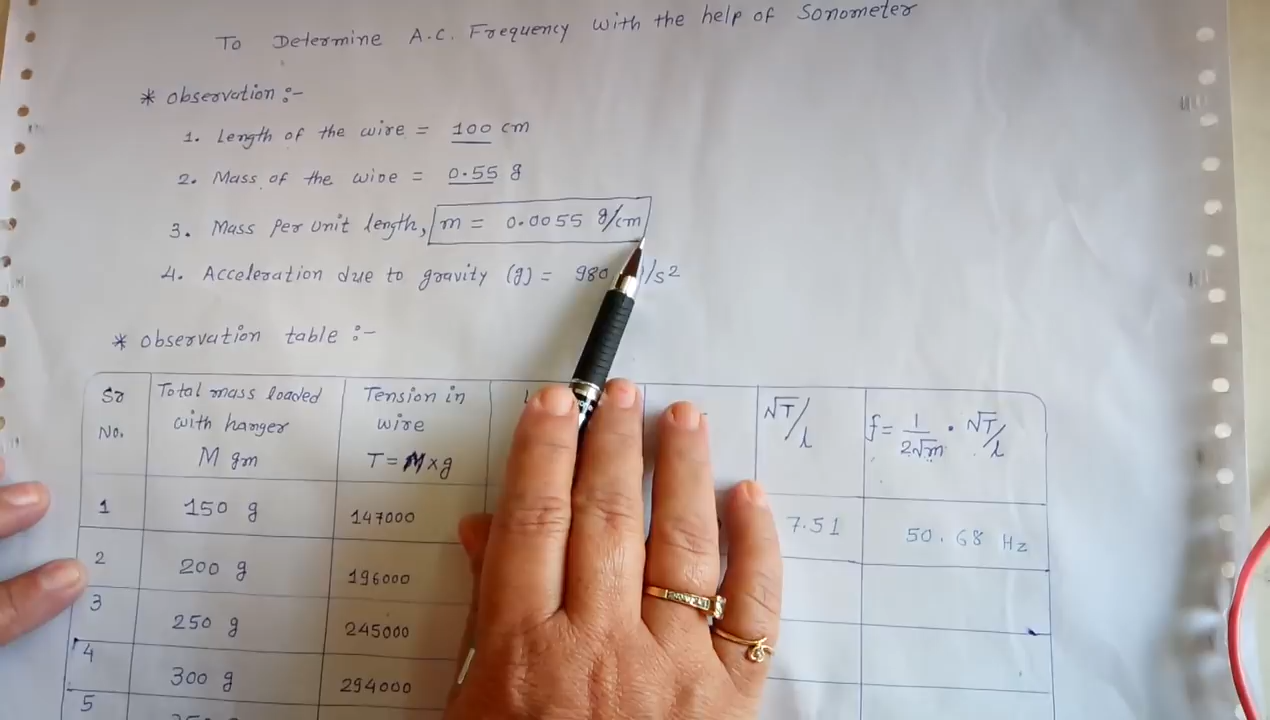 To Determine A.C. Frequency with the help of Sonometer
* Observation :-
1. Length of the wire = 100 cm
2. Mass of the wire = 0.55 g
3. Mass Per Unit length, m = 0.0055 g/cm
4. Acceleration due to gravity (g) = 980 /s2
* Observation table :-
Sr No.
Total mass loaded with hanger M gm
Tension in wire T = M x g
√T/l
f = 1/2√m · √T/l
1 150 g 147000 7.51 50.68 Hz
2 200 g 196000
3 250 g 245000
4 300 g 294000
5